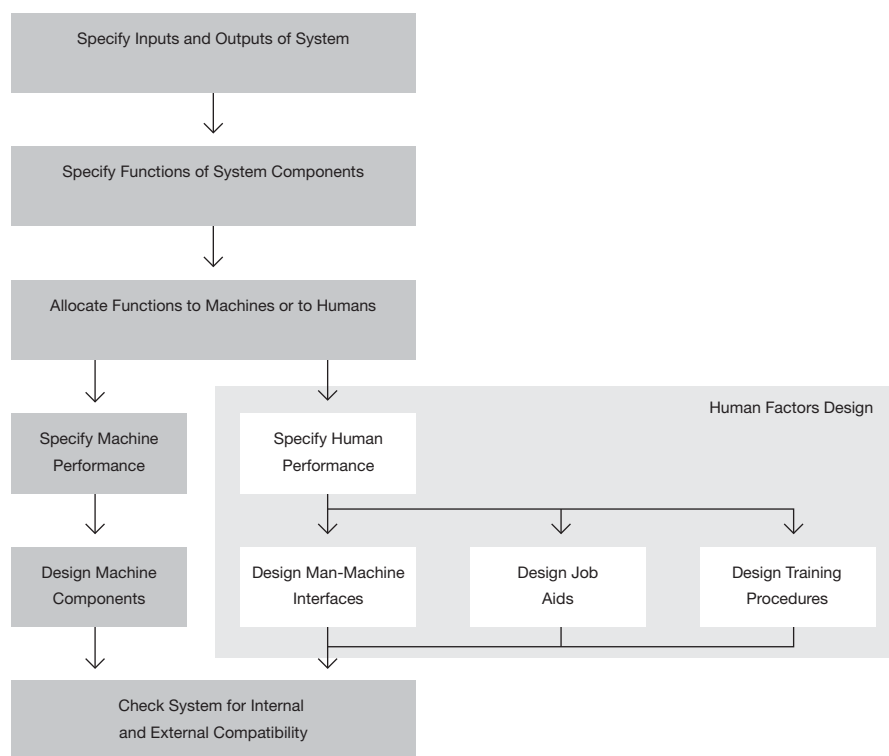 Specify Inputs and Outputs of System
Specify Functions of System Components
Allocate Functions to Machines or to Humans
Human Factors Design
Specify Machine
Performance
Specify Human
Performance
Design Machine
Components
Design Man-Machine
Interfaces
Design Job
Aids
Design Training
Procedures
Check System for Internal
and External Compatibility